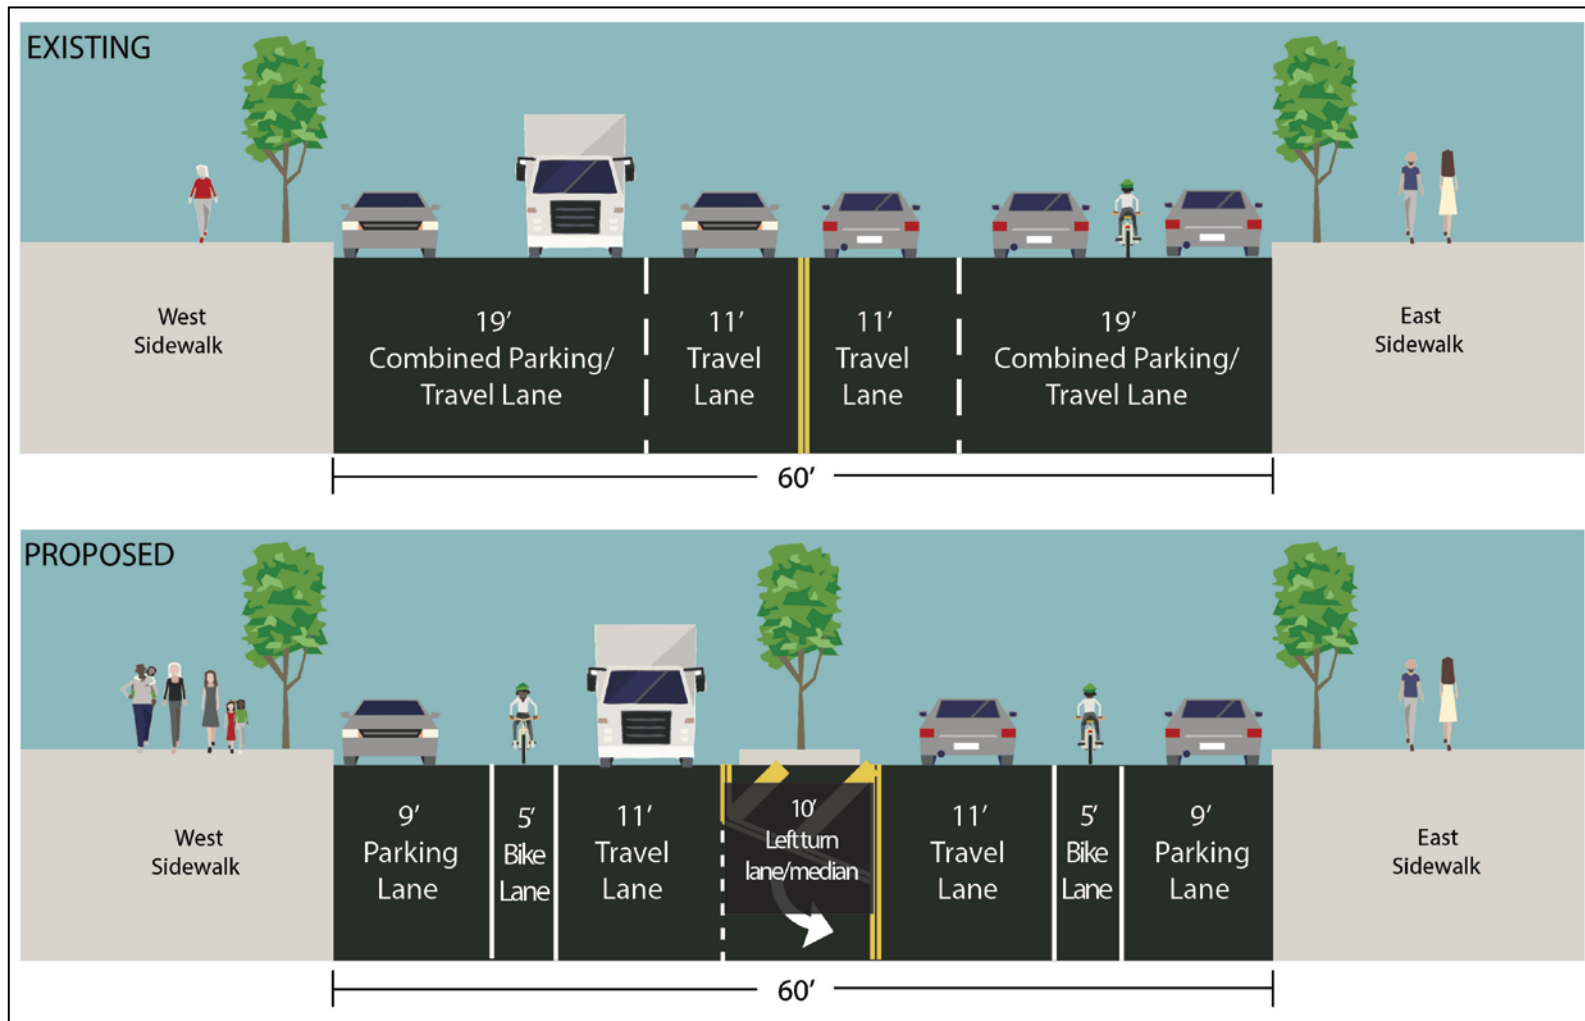 EXISTING
West
Sidewalk
19’
Combined Parking/
Travel Lane
11’
Travel
Lane
11’
Travel
Lane
19’
Combined Parking/
Travel Lane
East
Sidewalk
60’
PROPOSED
West
Sidewalk
9’
Parking
Lane
5’
Bike
Lane
11’
Travel
Lane
10’
Left turn
lane/median
11’
Travel
Lane
5’
Bike
Lane
9’
Parking
Lane
East
Sidewalk
60’